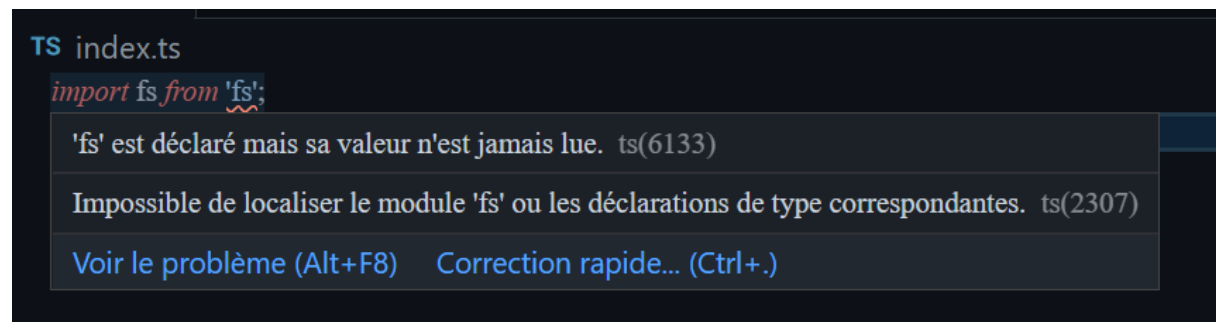 TS index.ts
import fs from 'fs';
'fs' est déclaré mais sa valeur n'est jamais lue. ts(6133)
Impossible de localiser le module 'fs' ou les déclarations de type correspondantes. ts(2307)
Voir le problème (Alt+F8) Correction rapide... (Ctrl+.)